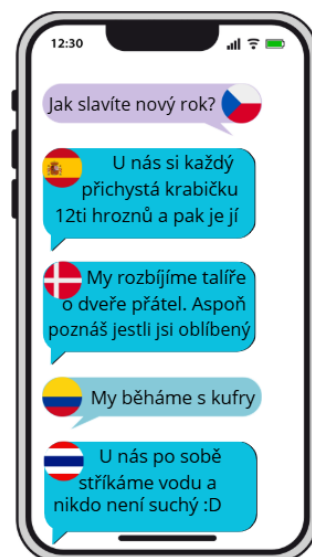 12:30
Jak slavíte nový rok?
U nás si každý
přichystá krabičku
12ti hroznů a pak je jí
My rozbíjíme talíře
o dveře přátel. Aspoň
poznáš jestli jsi oblíbený
My běháme s kufry
U nás po sobě
stříkáme vodu a
nikdo není suchý :D